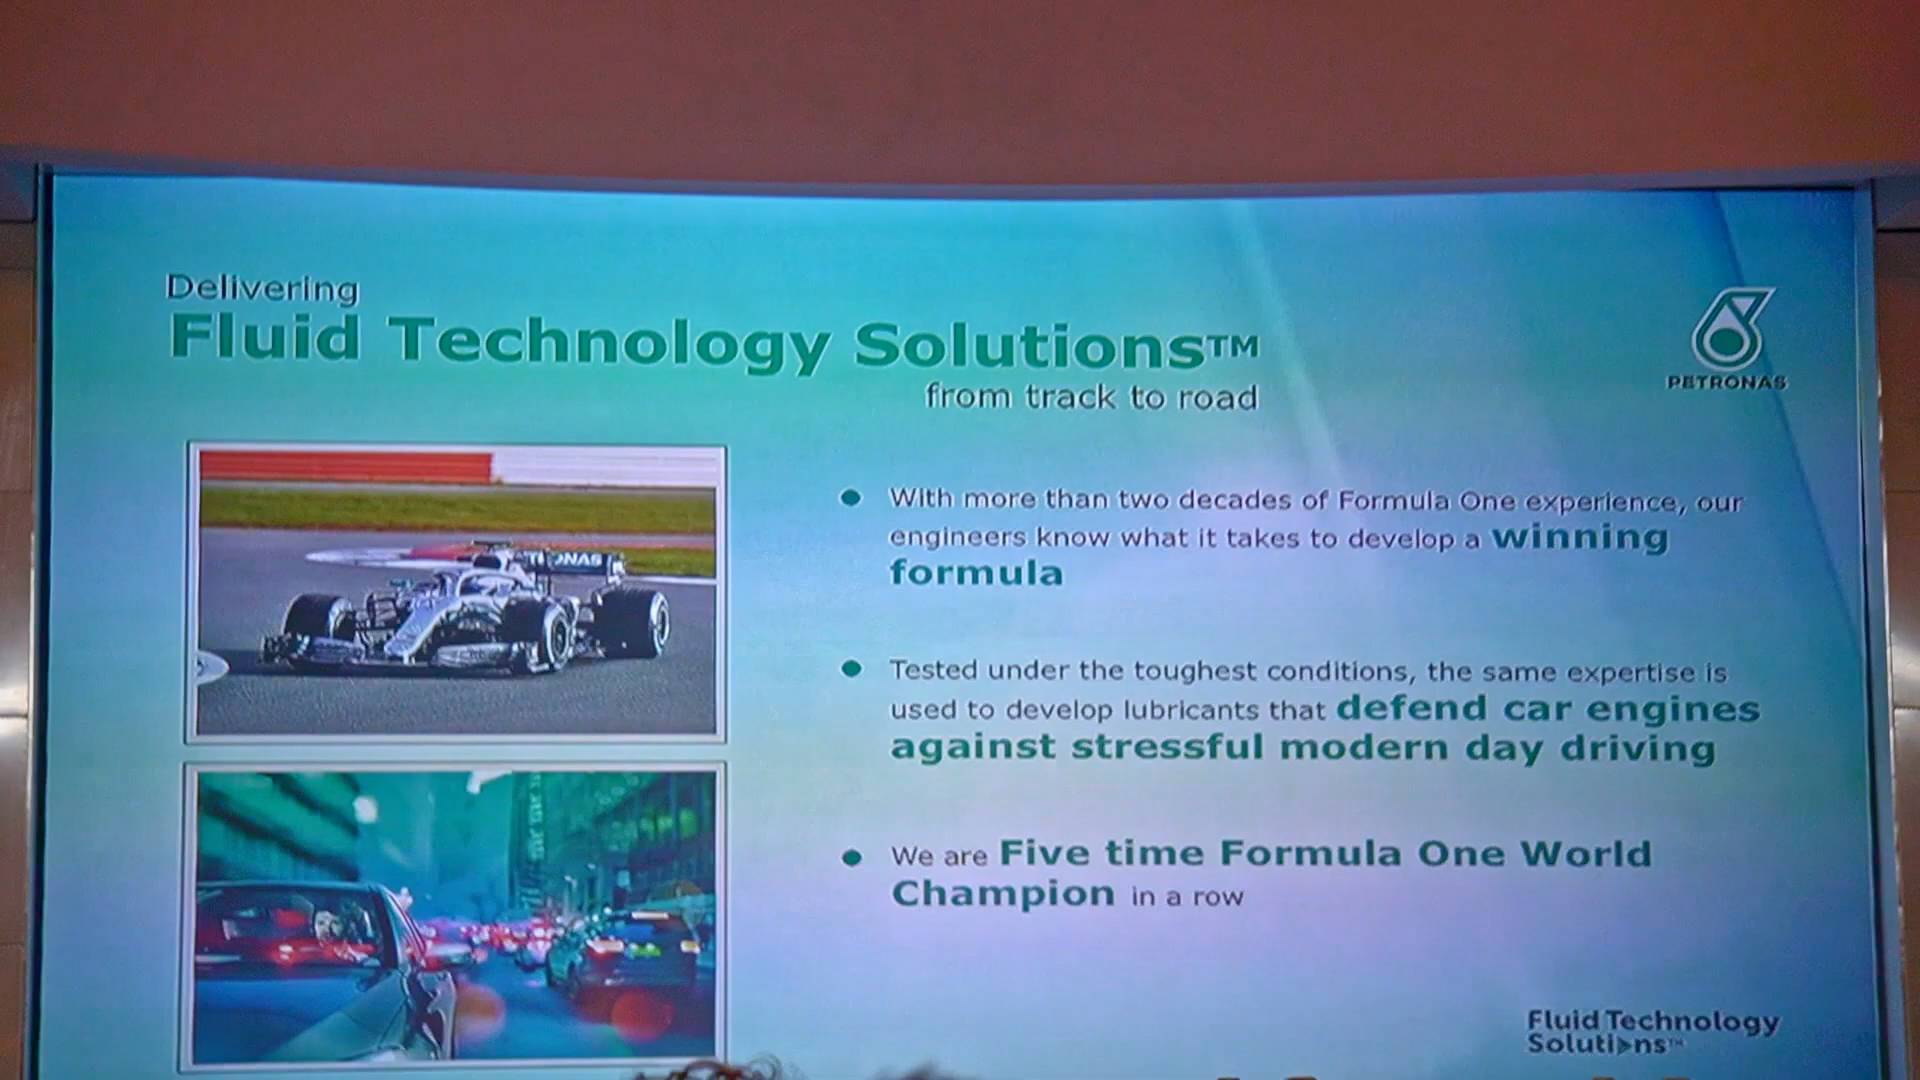 Delivering
Fluid Technology Solutions™
from track to road
PETRONAS
With more than two decades of Formula One experience, our
engineers know what it takes to develop a winning
formula
Tested under the toughest conditions, the same expertise is
used to develop lubricants that defend car engines
against stressful modern day driving
We are Five time Formula One World
Champion in a row
Fluid Technology
Solutions™